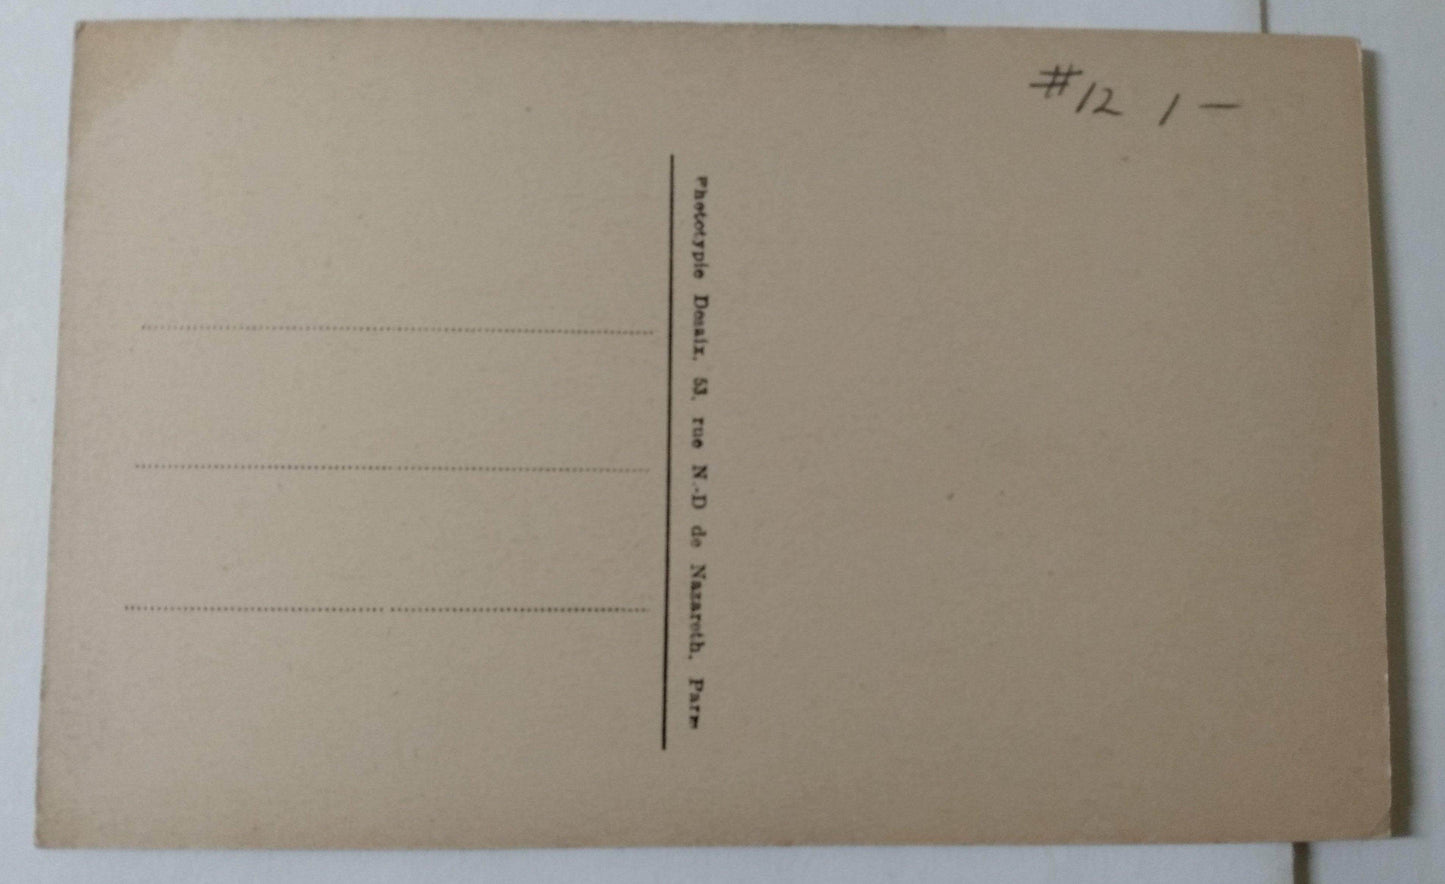 #12 1 —
Phototypie Desaix, 53, rue N.-D de Nazareth, Paris